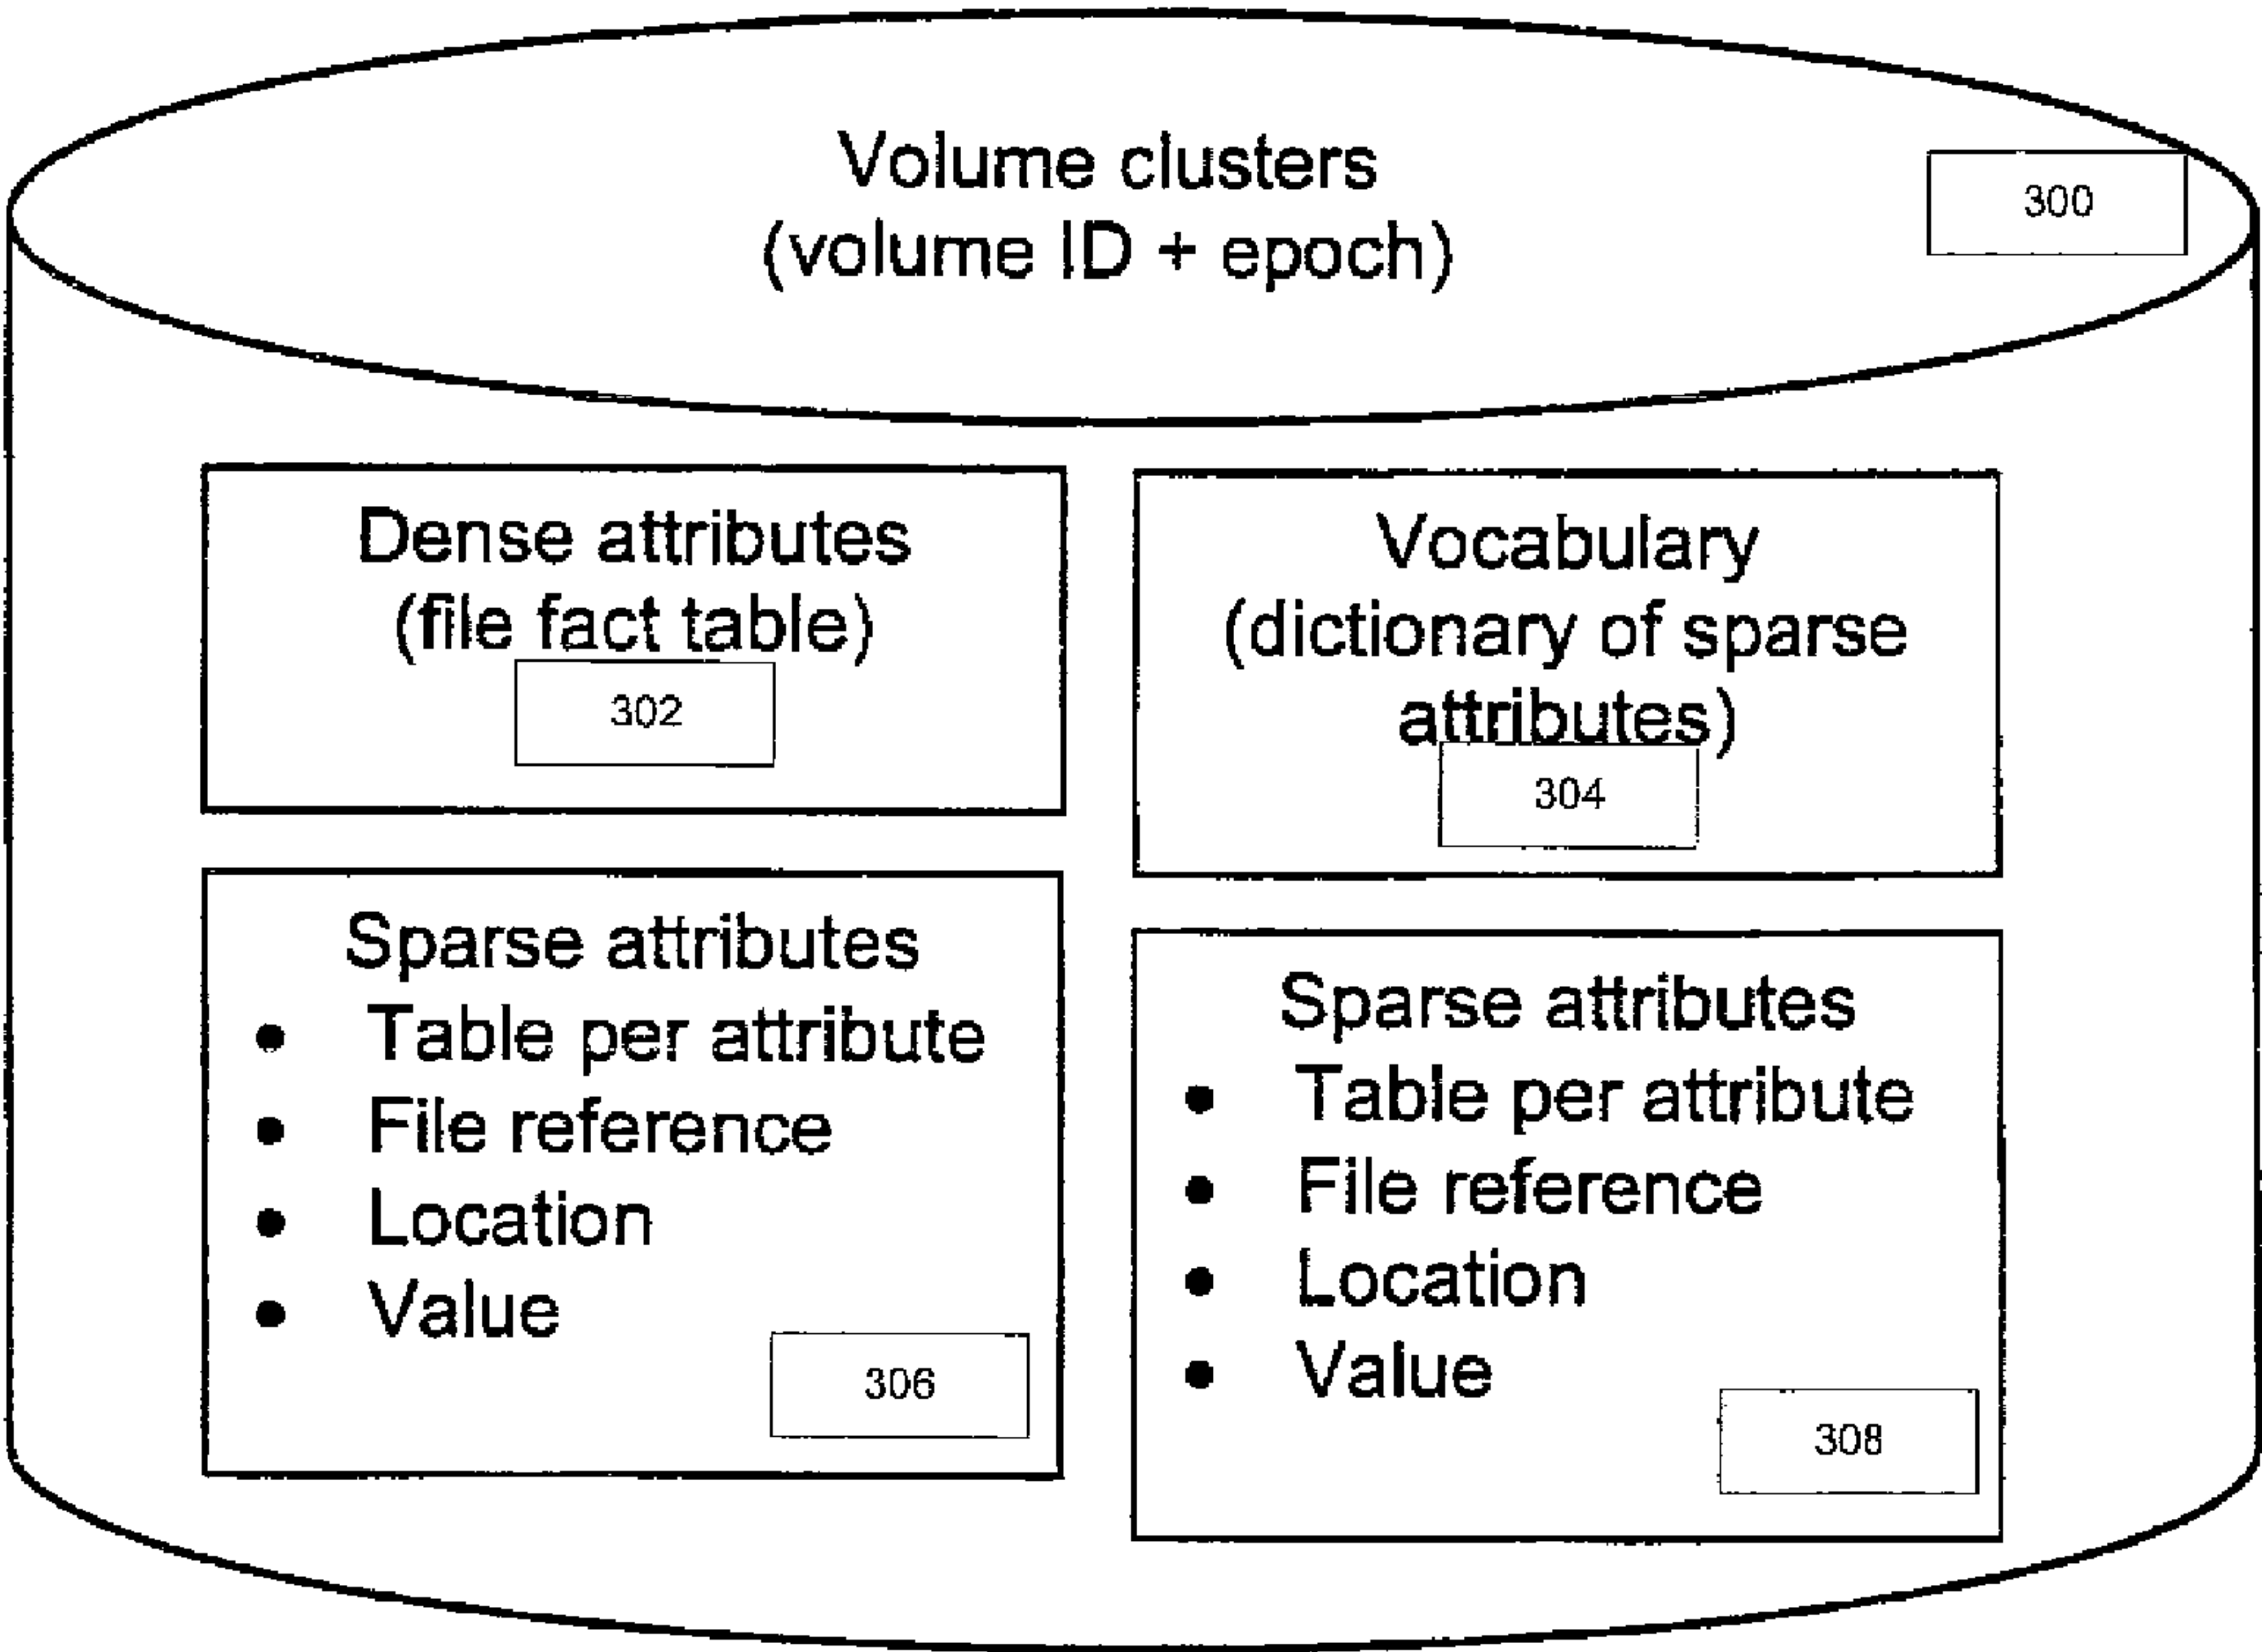 Volume clusters
(volume ID + epoch)
300
Dense attributes
(file fact table)
302
Vocabulary
(dictionary of sparse
attributes)
304
Sparse attributes
• Table per attribute
• File reference
• Location
• Value
306
Sparse attributes
• Table per attribute
• File reference
• Location
• Value
308